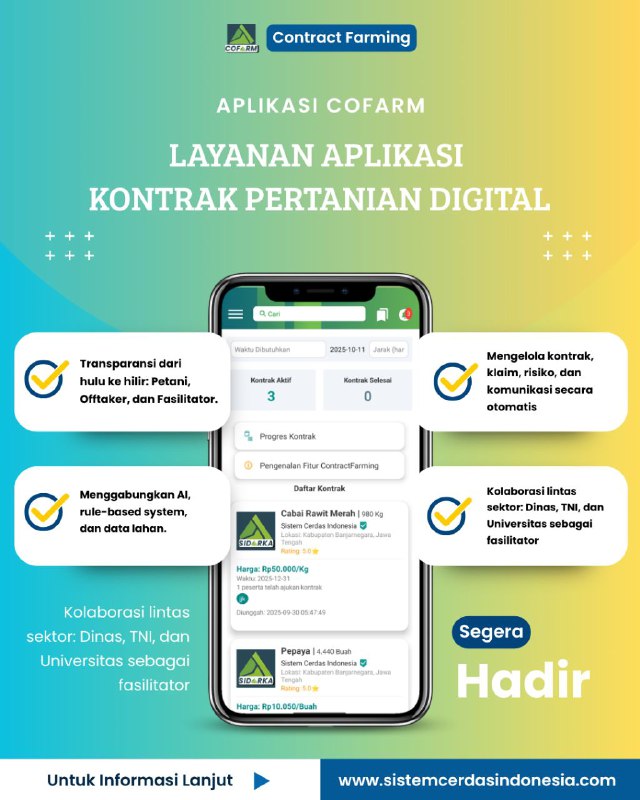 COFARM
Contract Farming
APLIKASI COFARM
LAYANAN APLIKASI
KONTRAK PERTANIAN DIGITAL
Transparansi dari
hulu ke hilir: Petani,
Offtaker, dan Fasilitator.
Menggabungkan AI,
rule-based system,
dan data lahan.
Cari
Waktu Dibutuhkan
2025-10-11
Jarak (har
Kontrak Aktif
3
Kontrak Selesai
0
Progres Kontrak
Pengenalan Fitur ContractFarming
Daftar Kontrak
SIDERKA
Cabai Rawit Merah | 980 Kg
Sistem Cerdas Indonesia
Lokasi: Kabupaten Banjarnegara, Jawa
Tengah
Rating: 5.0
Harga: Rp50.000/Kg
Waktu: 2025-12-31
1 peserta telah ajukan kontrak
Diunggah: 2025-09-30 05:47:49
SIDERKA
Pepaya | 4,440 Buah
Sistem Cerdas Indonesia
Lokasi: Kabupaten Banjarnegara, Jawa
Tengah
Rating: 5.0
Harga: Rp10.050/Buah
Mengelola kontrak,
klaim, risiko, dan
komunikasi secara
otomatis
Kolaborasi lintas
sektor: Dinas, TNI, dan
Universitas sebagai
fasilitator
Kolaborasi lintas
sektor: Dinas, TNI, dan
Universitas sebagai
fasilitator
Segera
Hadir
Untuk Informasi Lanjut
www.sistemcerdasindonesia.com